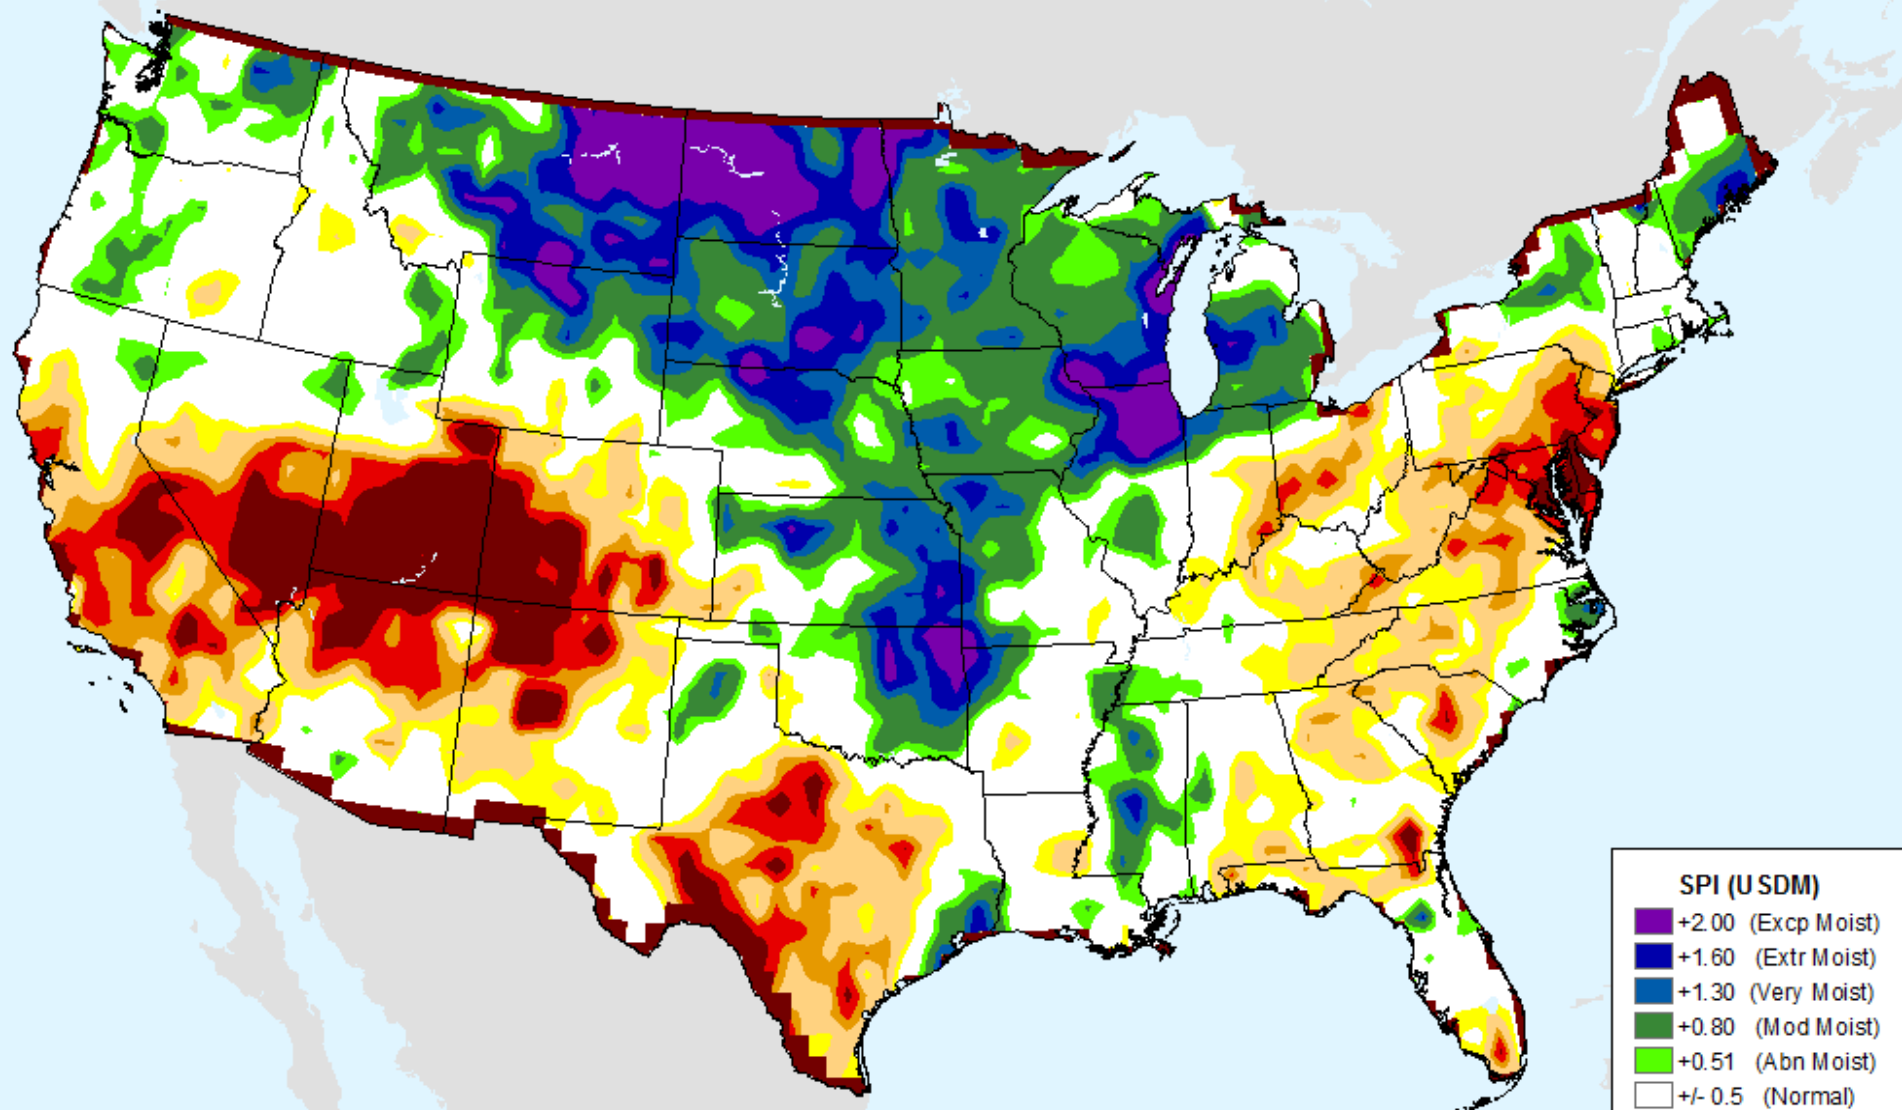 SPI (USDM)
+2.00 (Excp Moist)
+1.60 (Extr Moist)
+1.30 (Very Moist)
+0.80 (Mod Moist)
+0.51 (Abn Moist)
+/- 0.5 (Normal)